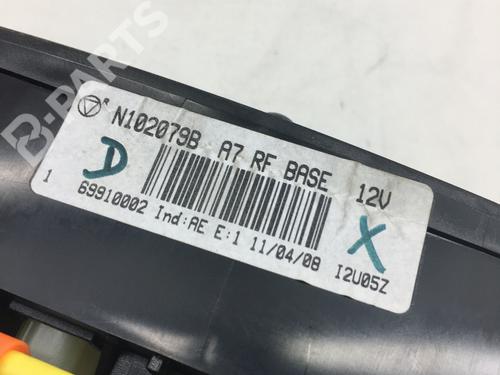 B-PARTS
N102079B A7 RF BASE 12V
D
1 69910002 Ind:AE E:1 11/04/08 I2U05Z
X